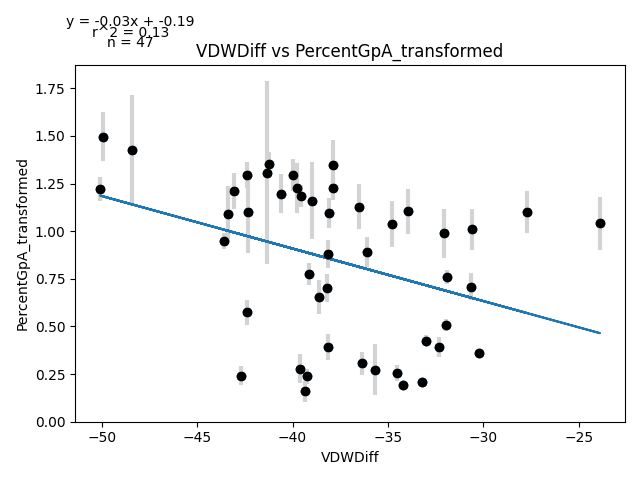 y = -0.03x + -0.19
r^2 = 0.13
n = 47
VDWDiff vs PercentGpA_transformed
PercentGpA_transformed
1.75
1.50
1.25
1.00
0.75
0.50
0.25
0.00
−50
−45
−40
−35
−30
−25
VDWDiff